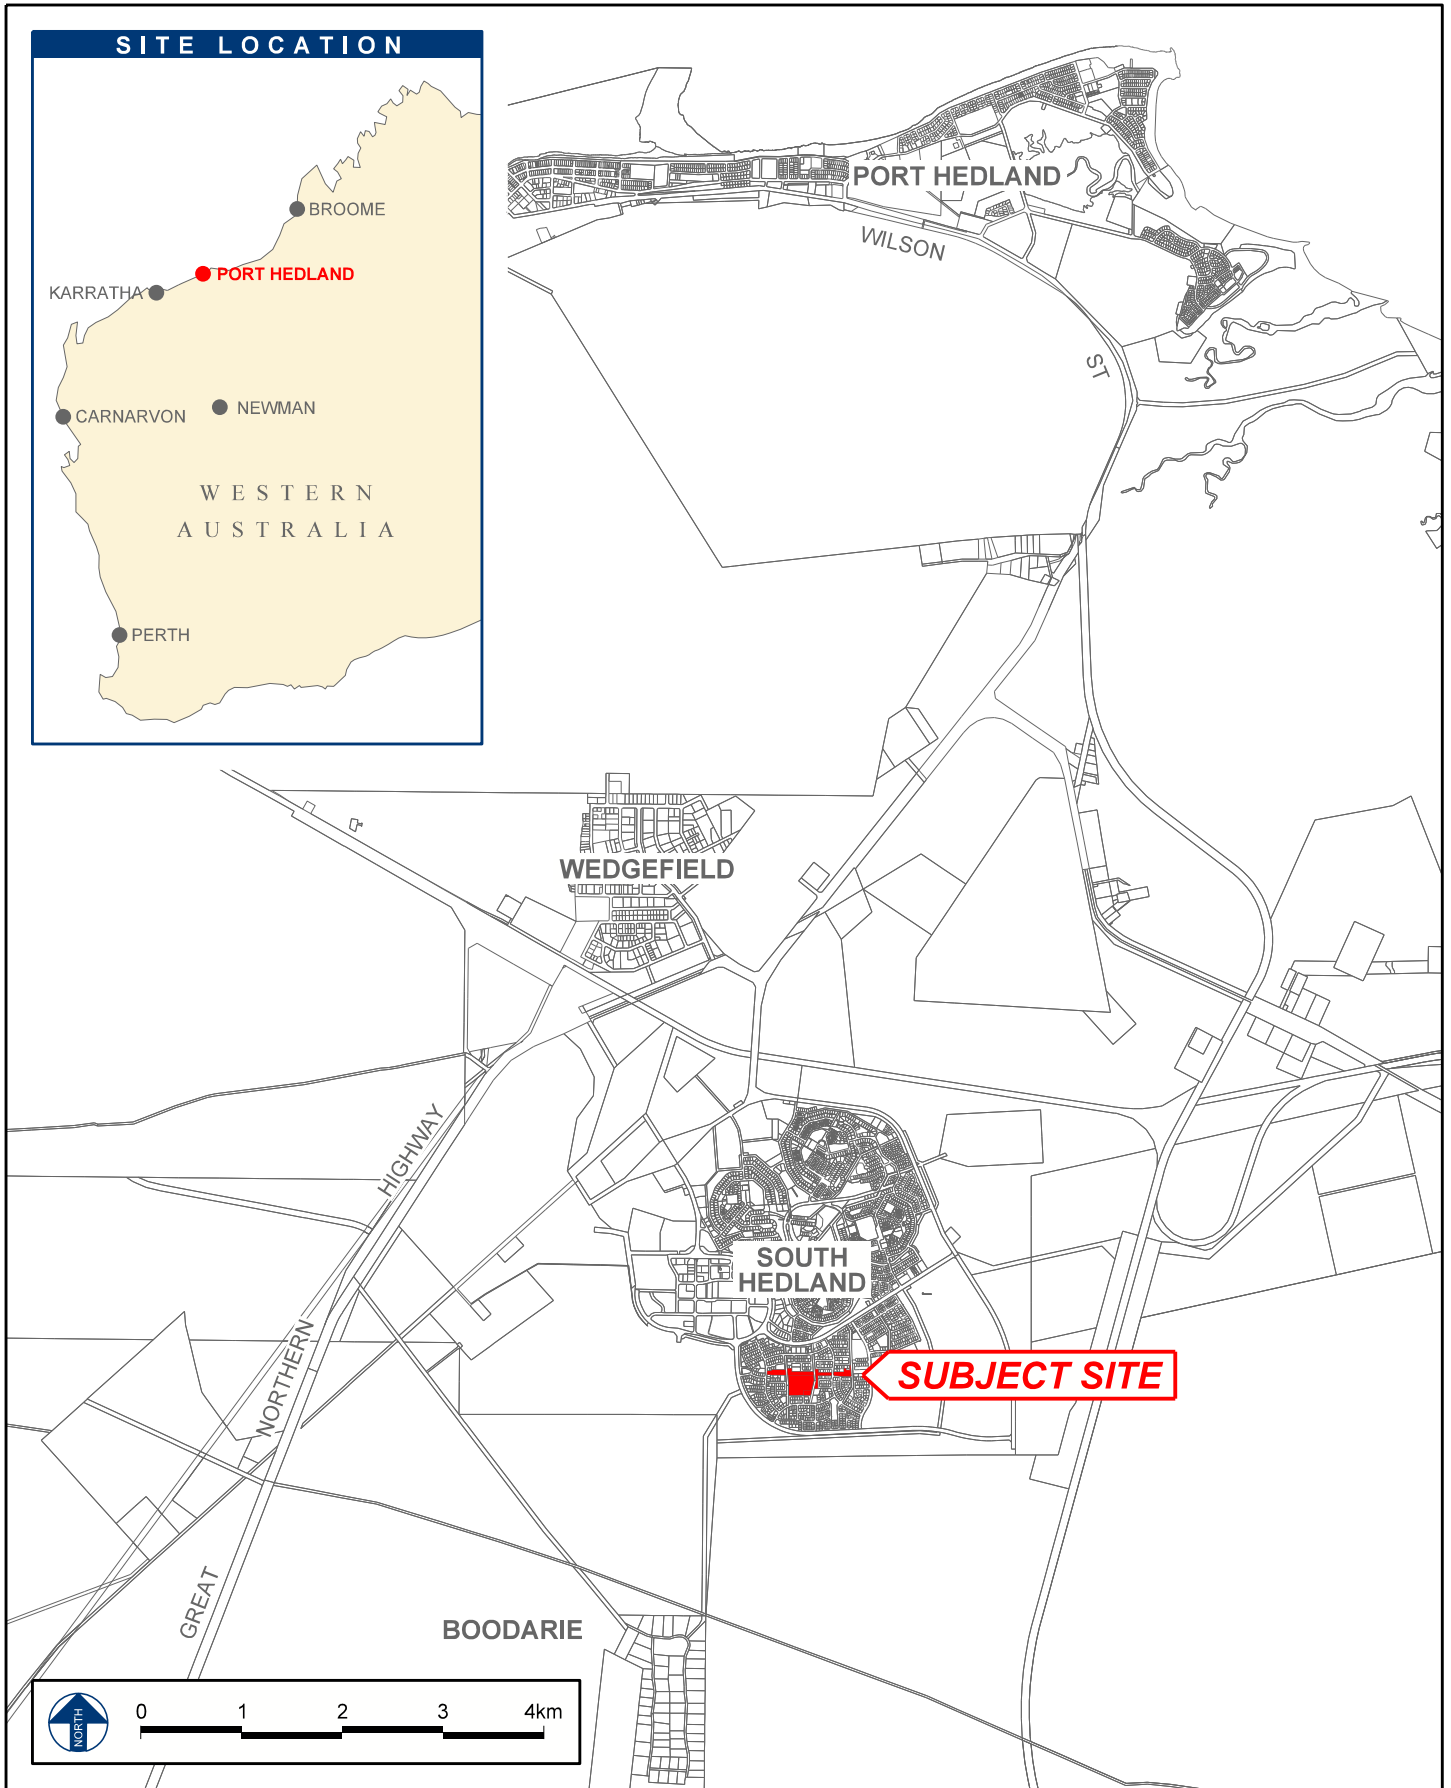 SITE LOCATION
BROOME
PORT HEDLAND
KARRATHA
NEWMAN
CARNARVON
WESTERN
AUSTRALIA
PERTH
PORT HEDLAND
WILSON
ST
WEDGEFIELD
HIGHWAY
NORTHERN
GREAT
SOUTH
HEDLAND
SUBJECT SITE
BOODARIE
NORTH
0 1 2 3 4km